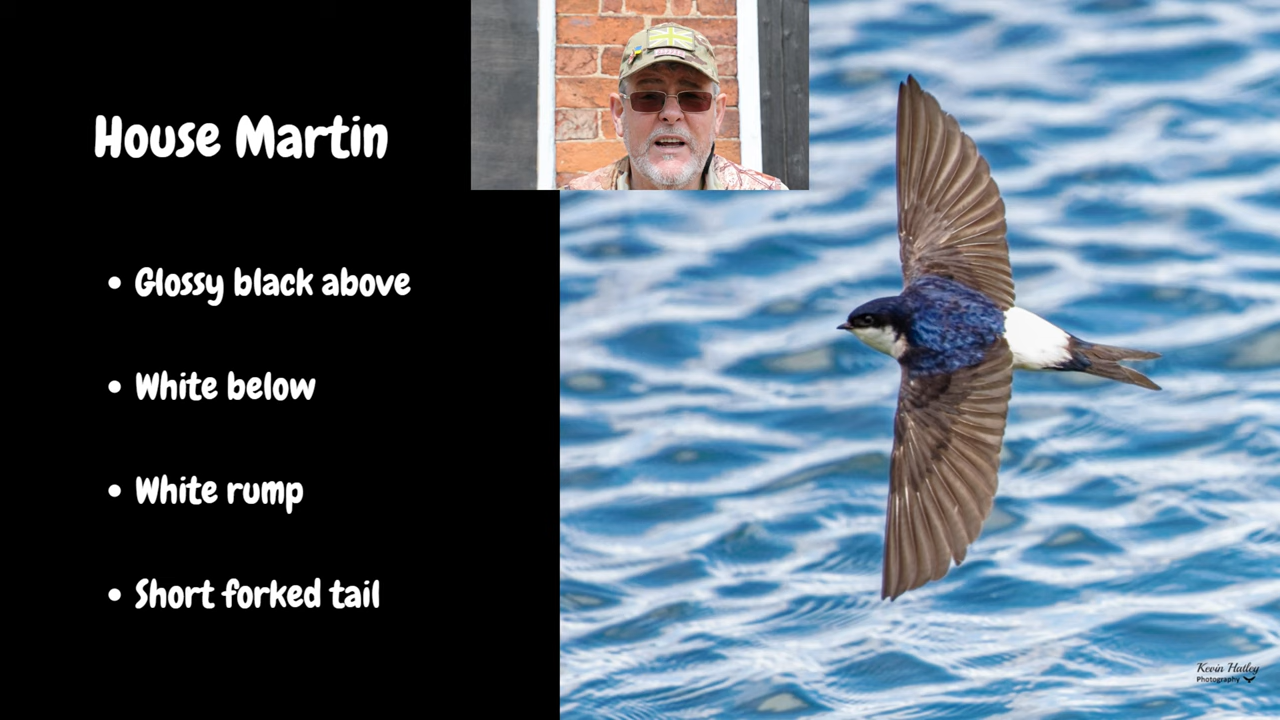 House Martin
• Glossy black above
• White below
• White rump
• Short forked tail
Kevin Hatley
Photography